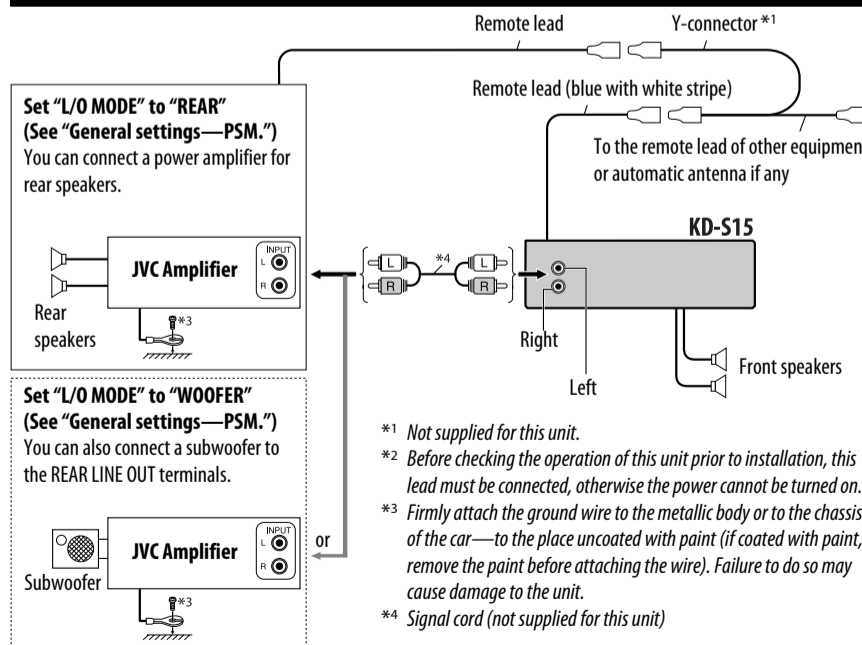 Remote lead
Y-connector *1
Remote lead (blue with white stripe)
To the remote lead of other equipmen
or automatic antenna if any
Set “L/O MODE” to “REAR”
(See “General settings—PSM.”)
You can connect a power amplifier for
rear speakers.
JVC Amplifier
INPUT
L
R
Rear
speakers
*3
L
R
*4
L
R
KD-S15
Right
Left
Front speakers
Set “L/O MODE” to “WOOFER”
(See “General settings—PSM.”)
You can also connect a subwoofer to
the REAR LINE OUT terminals.
JVC Amplifier
INPUT
L
R
or
Subwoofer
*3
*1 Not supplied for this unit.
*2 Before checking the operation of this unit prior to installation, this
lead must be connected, otherwise the power cannot be turned on.
*3 Firmly attach the ground wire to the metallic body or to the chassis
of the car—to the place uncoated with paint (if coated with paint,
remove the paint before attaching the wire). Failure to do so may
cause damage to the unit.
*4 Signal cord (not supplied for this unit)